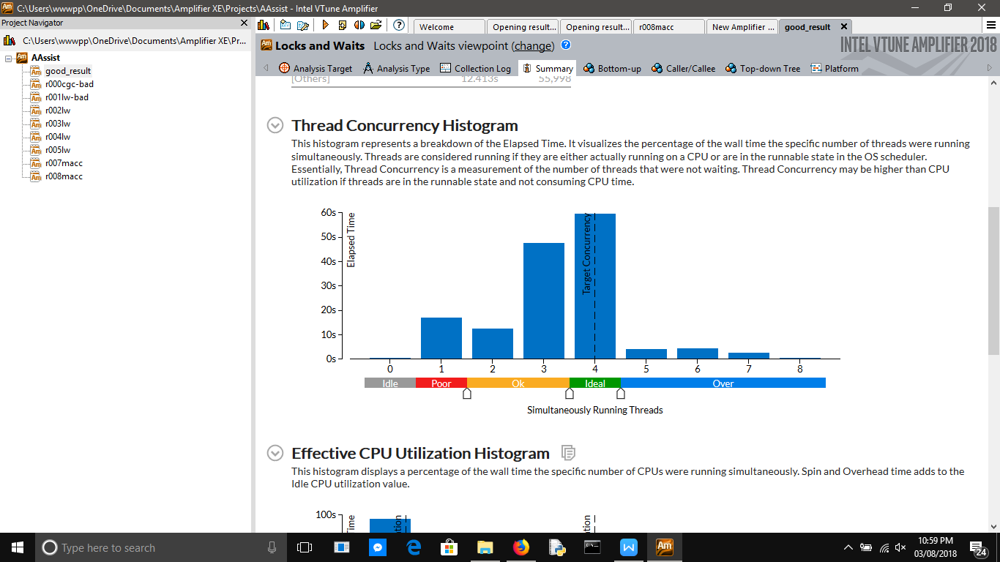 C:\Users\wwwpp\OneDrive\Documents\Amplifier XE\Projects\AAssist - Intel VTune Amplifier
Project Navigator
C:\Users\wwwpp\OneDrive\Documents\Amplifier XE\Pr...
AAssist
good_result
r000cgc-bad
r001lw-bad
r002lw
r003lw
r004lw
r005lw
r007macc
r008macc
Welcome
Opening result...
Opening result...
r008macc
New Amplifier ...
good_result
Locks and Waits Locks and Waits viewpoint (change)
INTEL VTUNE AMPLIFIER 2018
Analysis Target
Analysis Type
Collection Log
Summary
Bottom-up
Caller/Callee
Top-down Tree
Platform
[Others] 12.413s 55,998
Thread Concurrency Histogram
This histogram represents a breakdown of the Elapsed Time. It visualizes the percentage of the wall time the specific number of threads were running
simultaneously. Threads are considered running if they are either actually running on a CPU or are in the runnable state in the OS scheduler.
Essentially, Thread Concurrency is a measurement of the number of threads that were not waiting. Thread Concurrency may be higher than CPU
utilization if threads are in the runnable state and not consuming CPU time.
60s
50s
40s
30s
20s
10s
0s
Elapsed Time
Target Concurrency
0 1 2 3 4 5 6 7 8
Idle Poor Ok Ideal Over
Simultaneously Running Threads
Effective CPU Utilization Histogram
This histogram displays a percentage of the wall time the specific number of CPUs were running simultaneously. Spin and Overhead time adds to the
Idle CPU utilization value.
100s
Type here to search
10:59 PM
03/08/2018
24